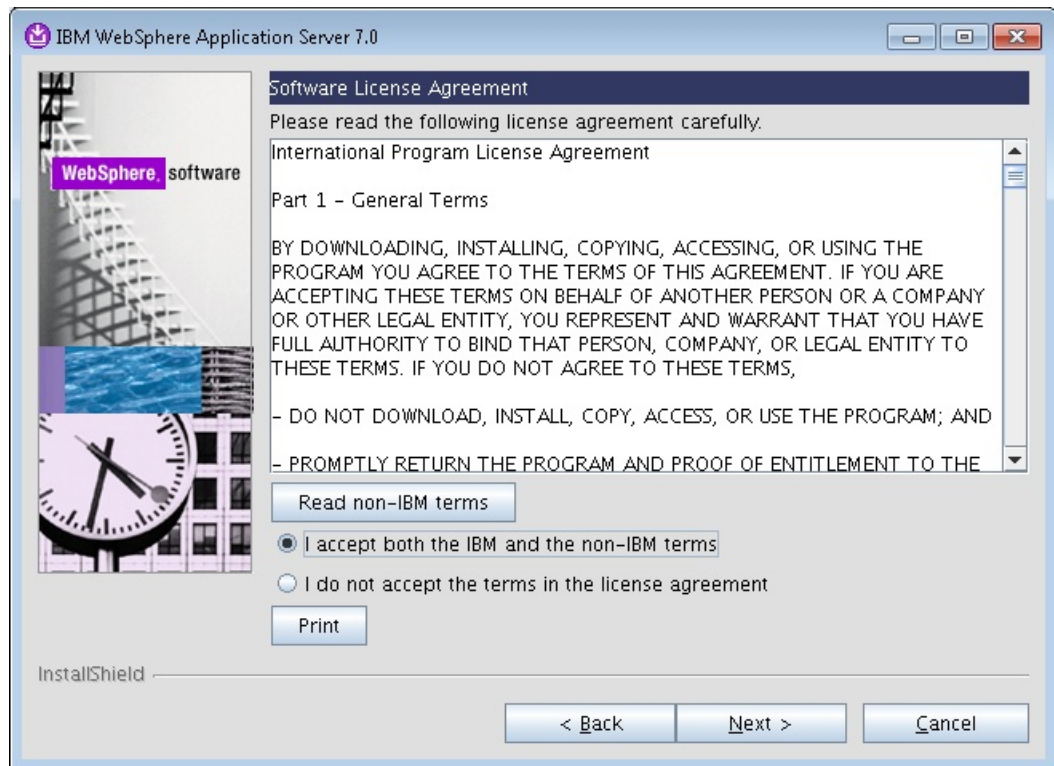 IBM WebSphere Application Server 7.0
WebSphere. software
Software License Agreement
Please read the following license agreement carefully.
International Program License Agreement
Part 1 – General Terms
BY DOWNLOADING, INSTALLING, COPYING, ACCESSING, OR USING THE
PROGRAM YOU AGREE TO THE TERMS OF THIS AGREEMENT. IF YOU ARE
ACCEPTING THESE TERMS ON BEHALF OF ANOTHER PERSON OR A COMPANY
OR OTHER LEGAL ENTITY, YOU REPRESENT AND WARRANT THAT YOU HAVE
FULL AUTHORITY TO BIND THAT PERSON, COMPANY, OR LEGAL ENTITY TO
THESE TERMS. IF YOU DO NOT AGREE TO THESE TERMS,
– DO NOT DOWNLOAD, INSTALL, COPY, ACCESS, OR USE THE PROGRAM; AND
– PROMPTLY RETURN THE PROGRAM AND PROOF OF ENTITLEMENT TO THE
Read non–IBM terms
I accept both the IBM and the non–IBM terms
I do not accept the terms in the license agreement
Print
InstallShield
< Back
Next >
Cancel